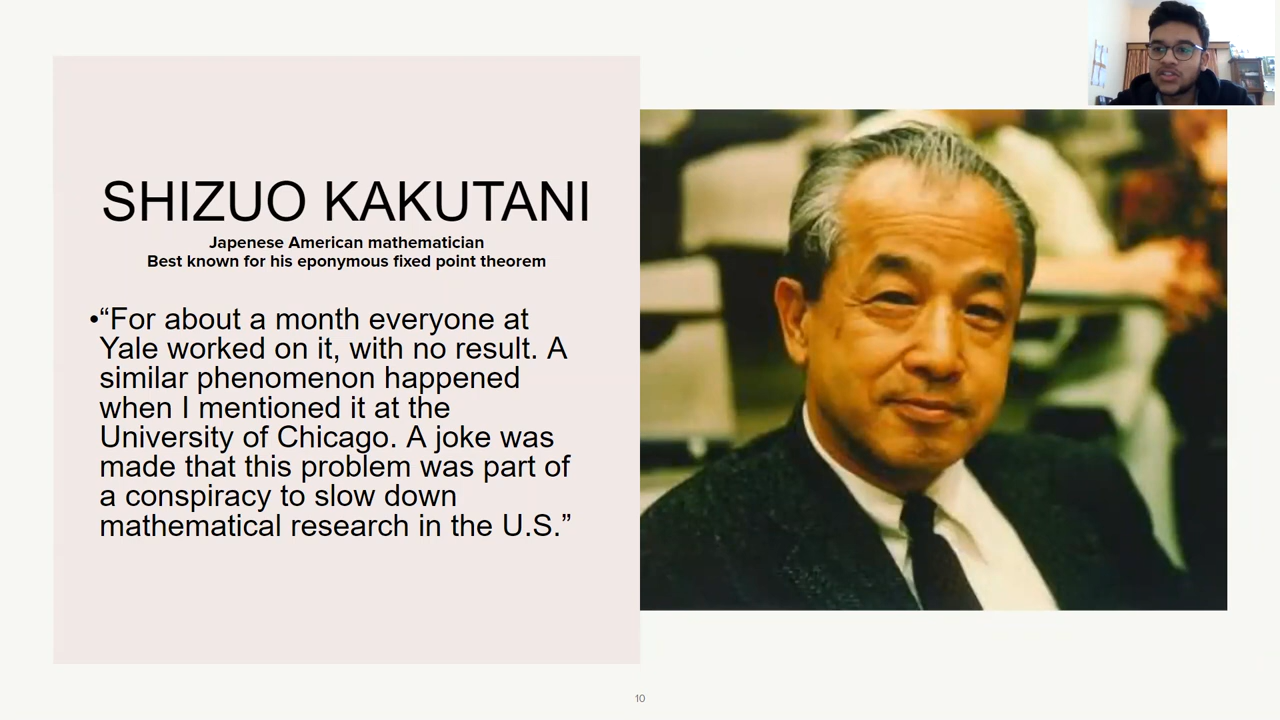 SHIZUO KAKUTANI
Japenese American mathematician
Best known for his eponymous fixed point theorem
•“For about a month everyone at
Yale worked on it, with no result. A
similar phenomenon happened
when I mentioned it at the
University of Chicago. A joke was
made that this problem was part of
a conspiracy to slow down
mathematical research in the U.S.”
10